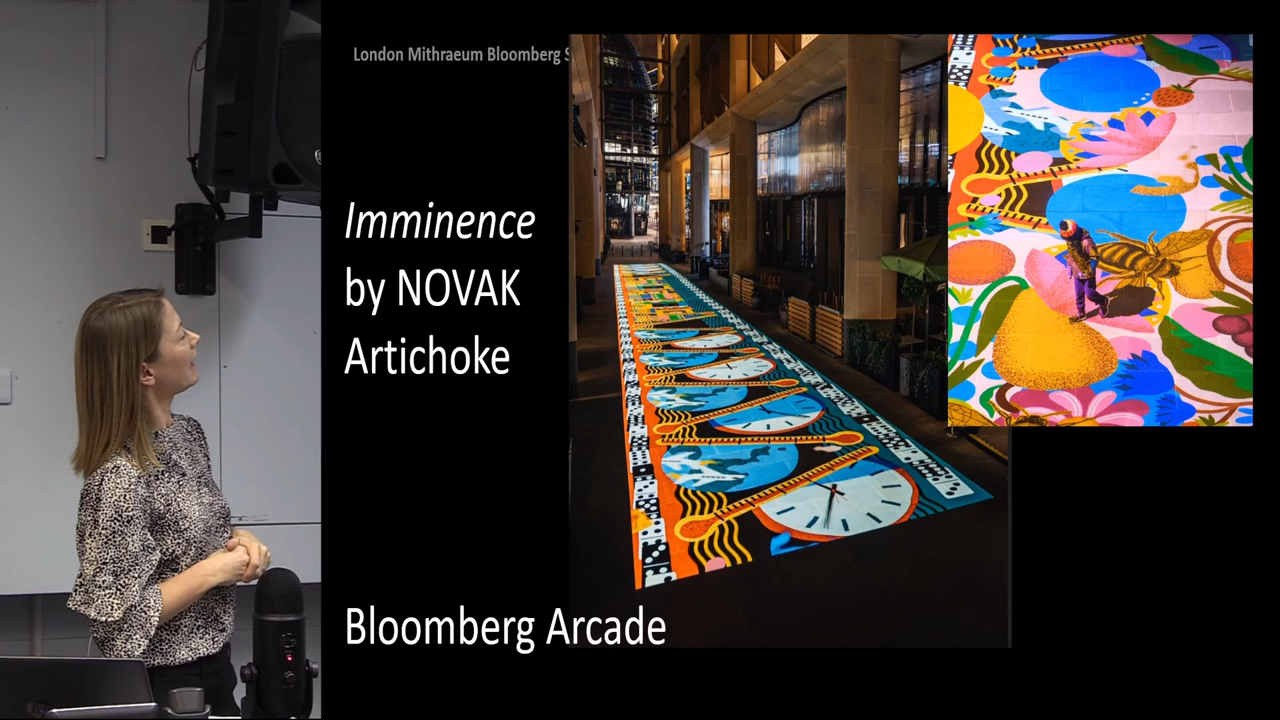 London Mithraeum Bloomberg S
Imminence
by NOVAK
Artichoke
Bloomberg Arcade